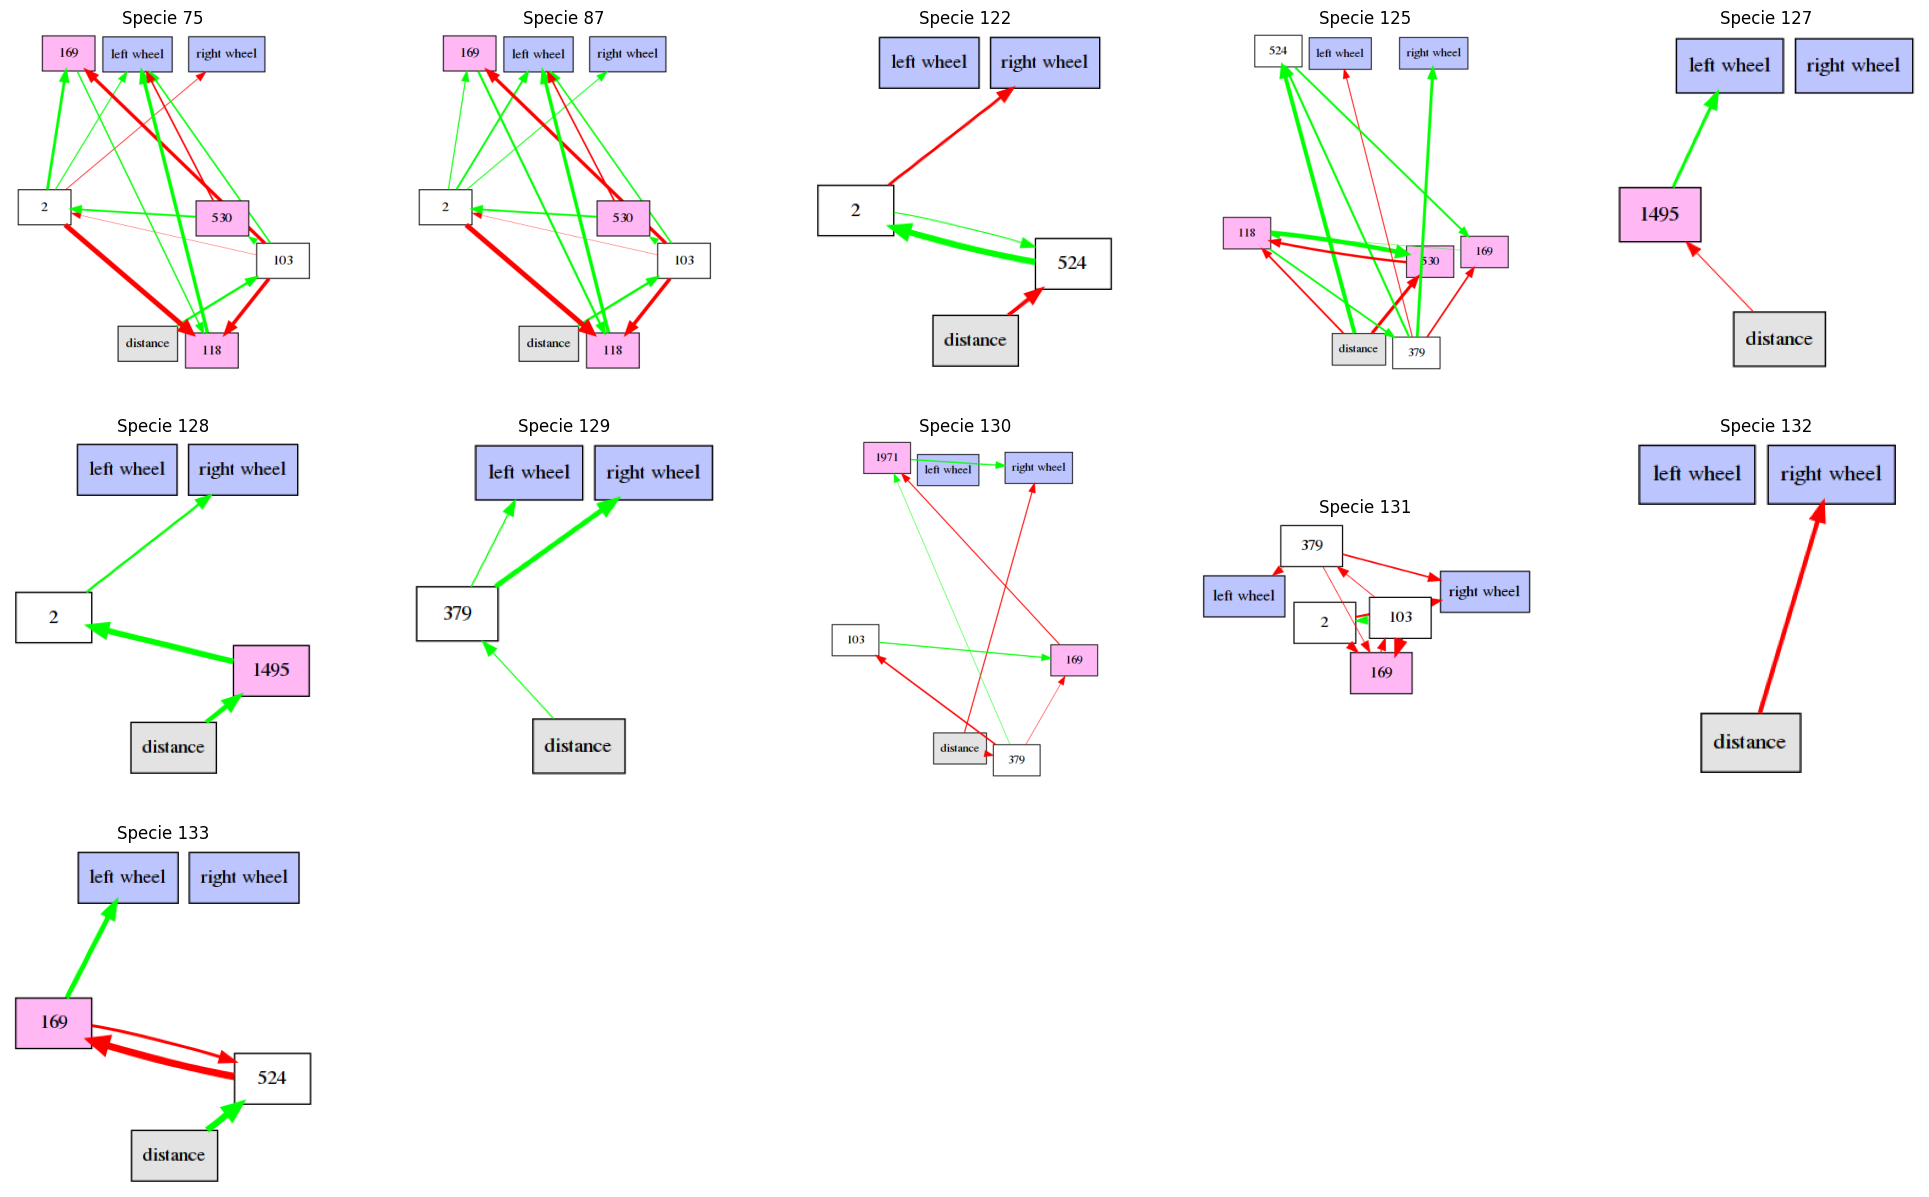 Specie 75
169
left wheel
right wheel
2
530
103
distance
118
Specie 87
169
left wheel
right wheel
2
530
103
distance
118
Specie 122
left wheel
right wheel
2
524
distance
Specie 125
524
left wheel
right wheel
118
530
169
distance
379
Specie 127
left wheel
right wheel
1495
distance
Specie 128
left wheel
right wheel
2
1495
distance
Specie 129
left wheel
right wheel
379
distance
Specie 130
1971
left wheel
right wheel
103
169
distance
379
Specie 131
379
left wheel
right wheel
2
103
169
Specie 132
left wheel
right wheel
distance
Specie 133
left wheel
right wheel
169
524
distance